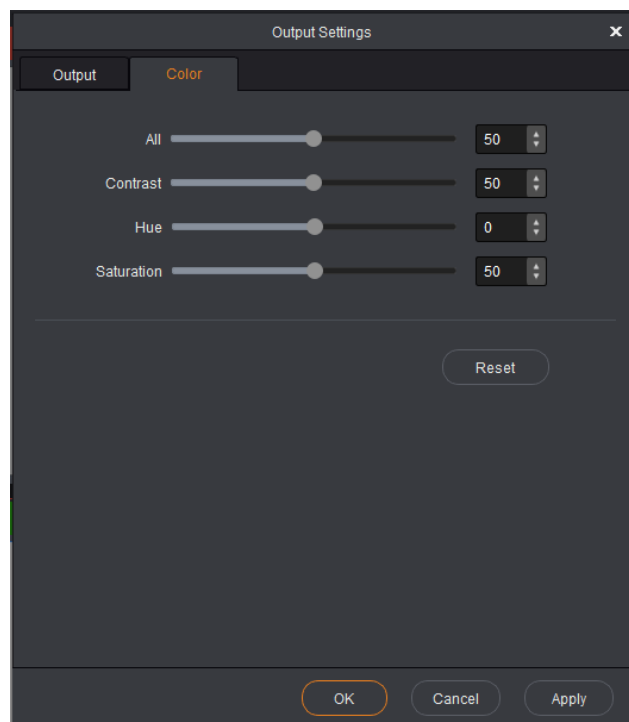 Output Settings x
Output Color
All 50
Contrast 50
Hue 0
Saturation 50
Reset
OK Cancel Apply